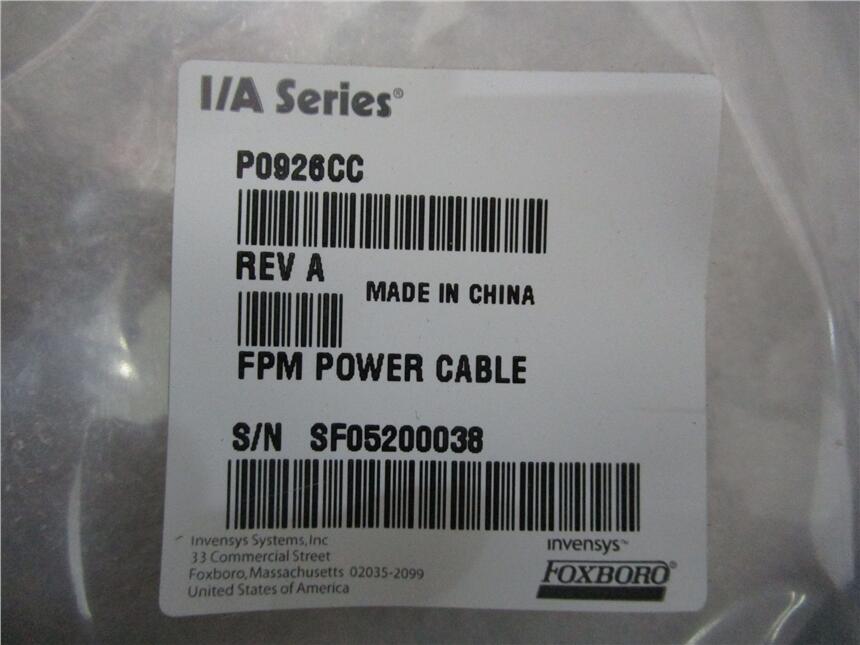 I/A Series®
P0926CC
REV A
MADE IN CHINA
FPM POWER CABLE
S/N SF05200038
Invensys Systems,Inc
33 Commercial Street
Foxboro,Massachusetts 02035-2099
United States of America
invensys™
FOXBORO®